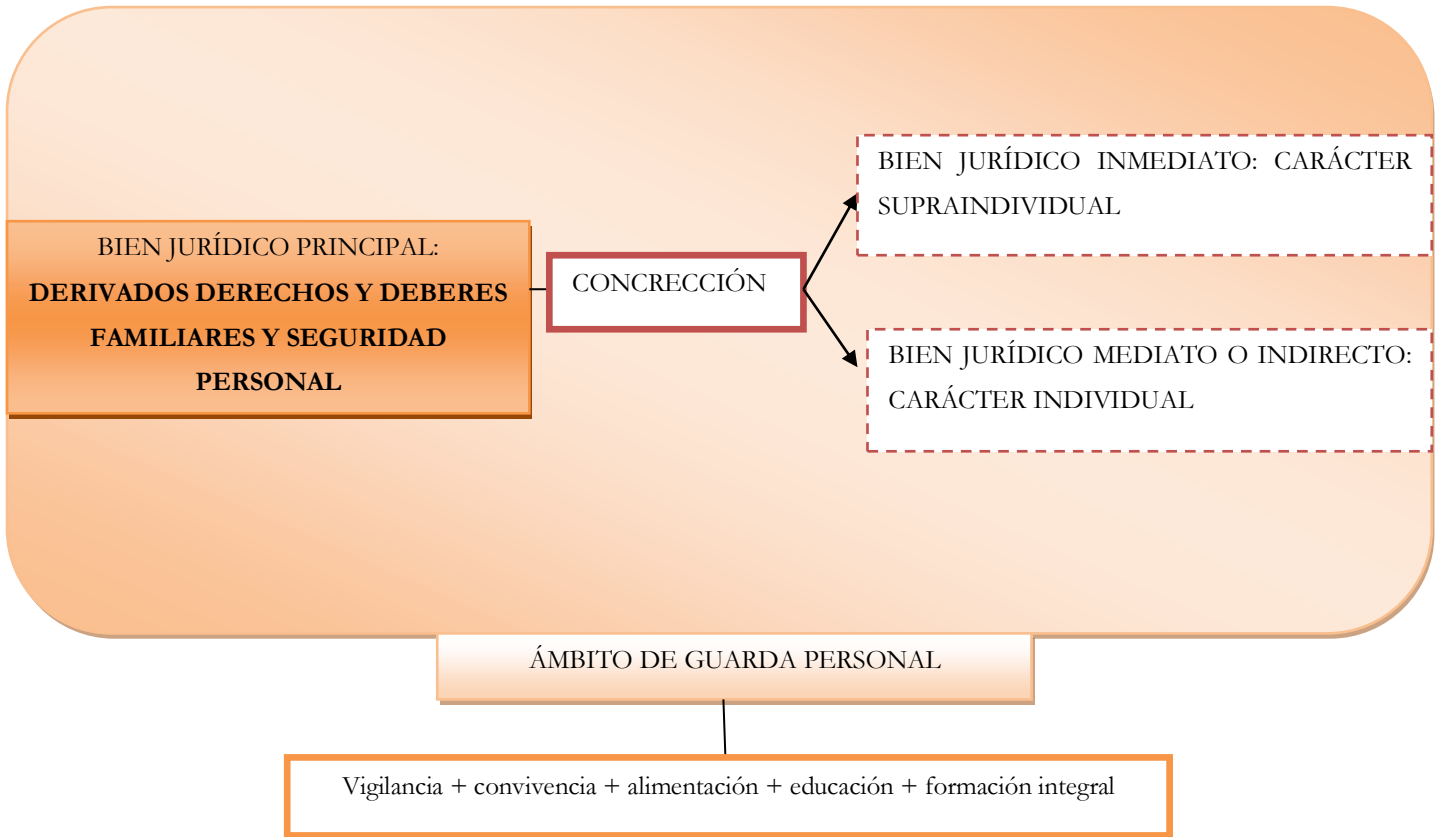 BIEN JURÍDICO PRINCIPAL:
DERIVADOS DERECHOS Y DEBERES
FAMILIARES Y SEGURIDAD
PERSONAL
CONCRECCIÓN
BIEN JURÍDICO INMEDIATO: CARÁCTER
SUPRAINDIVIDUAL
BIEN JURÍDICO MEDIATO O INDIRECTO:
CARÁCTER INDIVIDUAL
ÁMBITO DE GUARDA PERSONAL
Vigilancia + convivencia + alimentación + educación + formación integral